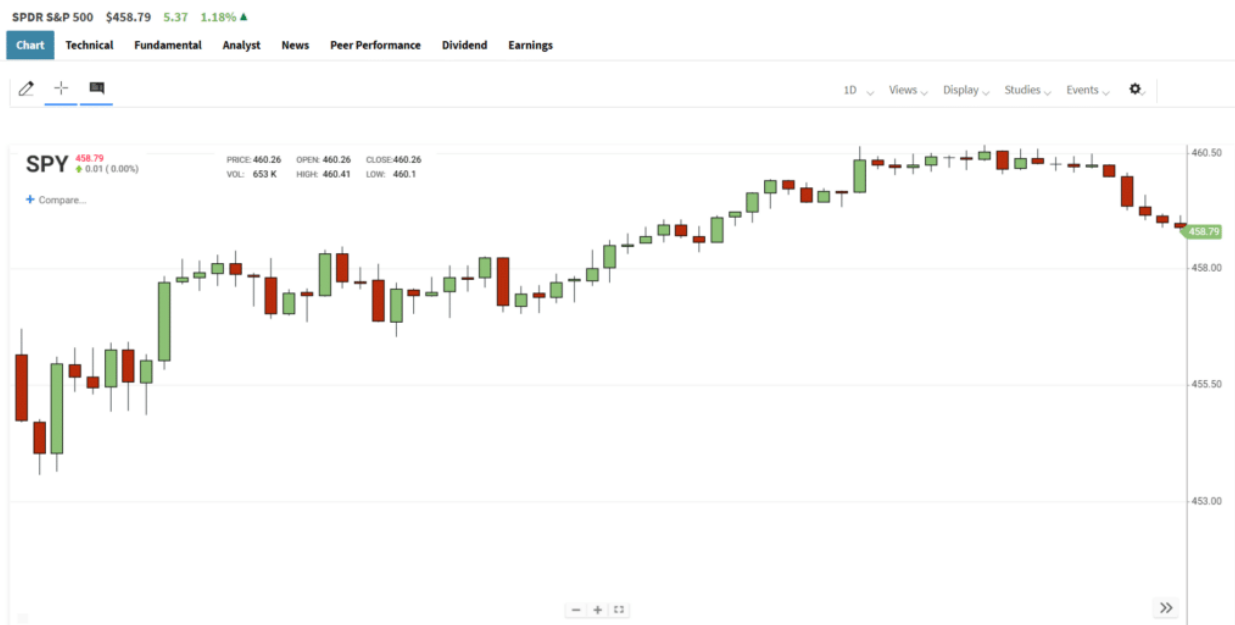 SPDR S&P 500 $458.79 5.37 1.18%
Chart Technical Fundamental Analyst News Peer Performance Dividend Earnings
1D Views Display Studies Events
SPY 458.79 0.01 ( 0.00%)
PRICE: 460.26 OPEN: 460.26 CLOSE:460.26
VOL: 653 K HIGH: 460.41 LOW: 460.1
+ Compare...
460.50
458.79
458.00
455.50
453.00